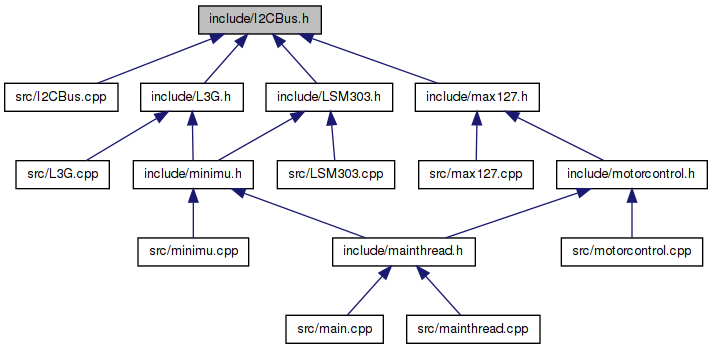 include/I2CBus.h
src/I2CBus.cpp
include/L3G.h
include/LSM303.h
include/max127.h
src/L3G.cpp
include/minimu.h
src/LSM303.cpp
src/max127.cpp
include/motorcontrol.h
src/minimu.cpp
include/mainthread.h
src/motorcontrol.cpp
src/main.cpp
src/mainthread.cpp